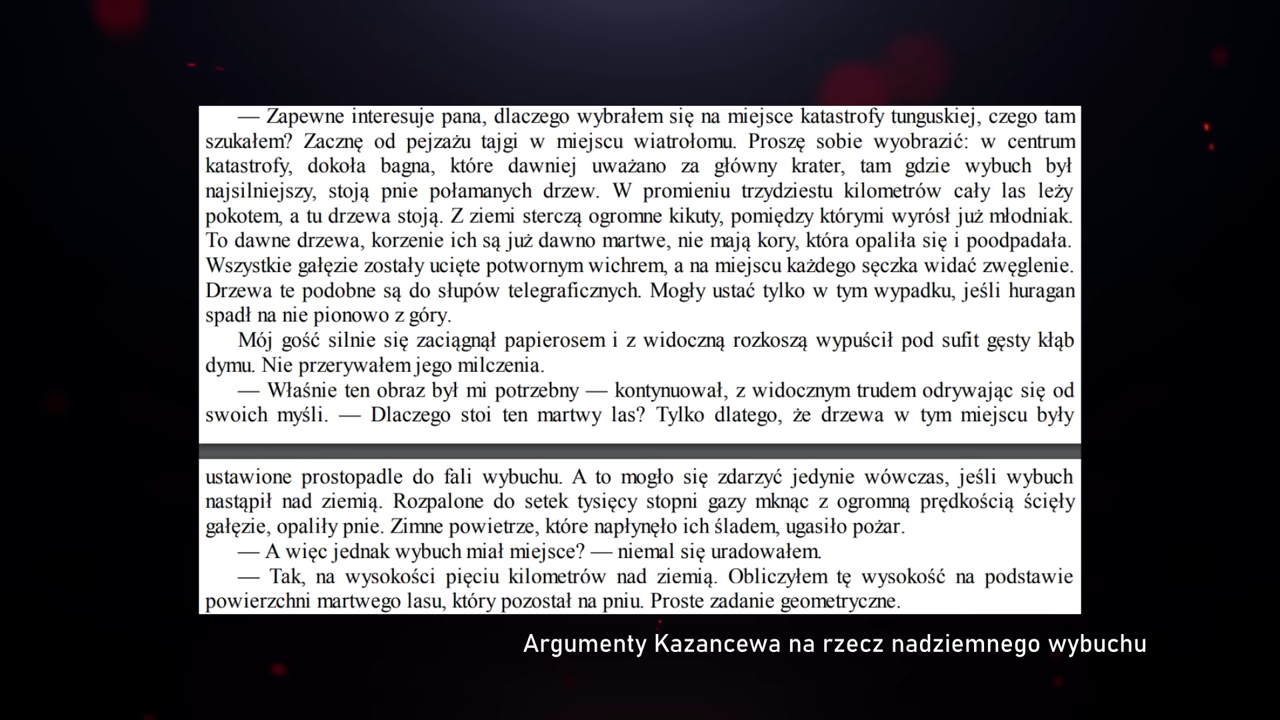 — Zapewne interesuje pana, dlaczego wybrałem się na miejsce katastrofy tunguskiej, czego tam
szukałem? Zacznę od pejzażu tajgi w miejscu wiatrołomu. Proszę sobie wyobrazić: w centrum
katastrofy, dokoła bagna, które dawniej uważano za główny krater, tam gdzie wybuch był
najsilniejszy, stoją pnie połamanych drzew. W promieniu trzydziestu kilometrów cały las leży
pokotem, a tu drzewa stoją. Z ziemi sterczą ogromne kikuty, pomiędzy którymi wyrósł już młodniak.
To dawne drzewa, korzenie ich są już dawno martwe, nie mają kory, która opaliła się i poodpadała.
Wszystkie gałęzie zostały ucięte potwornym wichrem, a na miejscu każdego sęczka widać zwęglenie.
Drzewa te podobne są do słupów telegraficznych. Mogły ustać tylko w tym wypadku, jeśli huragan
spadł na nie pionowo z góry.
Mój gość silnie się zaciągnął papierosem i z widoczną rozkoszą wypuścił pod sufit gęsty kłąb
dymu. Nie przerywałem jego milczenia.
— Właśnie ten obraz był mi potrzebny — kontynuował, z widocznym trudem odrywając się od
swoich myśli. — Dlaczego stoi ten martwy las? Tylko dlatego, że drzewa w tym miejscu były
ustawione prostopadle do fali wybuchu. A to mogło się zdarzyć jedynie wówczas, jeśli wybuch
nastąpił nad ziemią. Rozpalone do setek tysięcy stopni gazy mknąc z ogromną prędkością ścięły
gałęzie, opaliły pnie. Zimne powietrze, które napłynęło ich śladem, ugasiło pożar.
— A więc jednak wybuch miał miejsce? — niemal się uradowałem.
— Tak, na wysokości pięciu kilometrów nad ziemią. Obliczyłem tę wysokość na podstawie
powierzchni martwego lasu, który pozostał na pniu. Proste zadanie geometryczne.
Argumenty Kazancewa na rzecz nadziemnego wybuchu